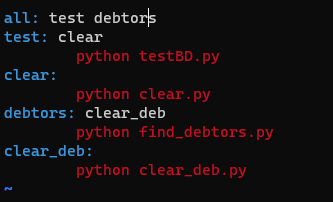 all: test debtors
test: clear
        python testBD.py
clear:
        python clear.py
debtors: clear_deb
        python find_debtors.py
clear_deb:
        python clear_deb.py
~